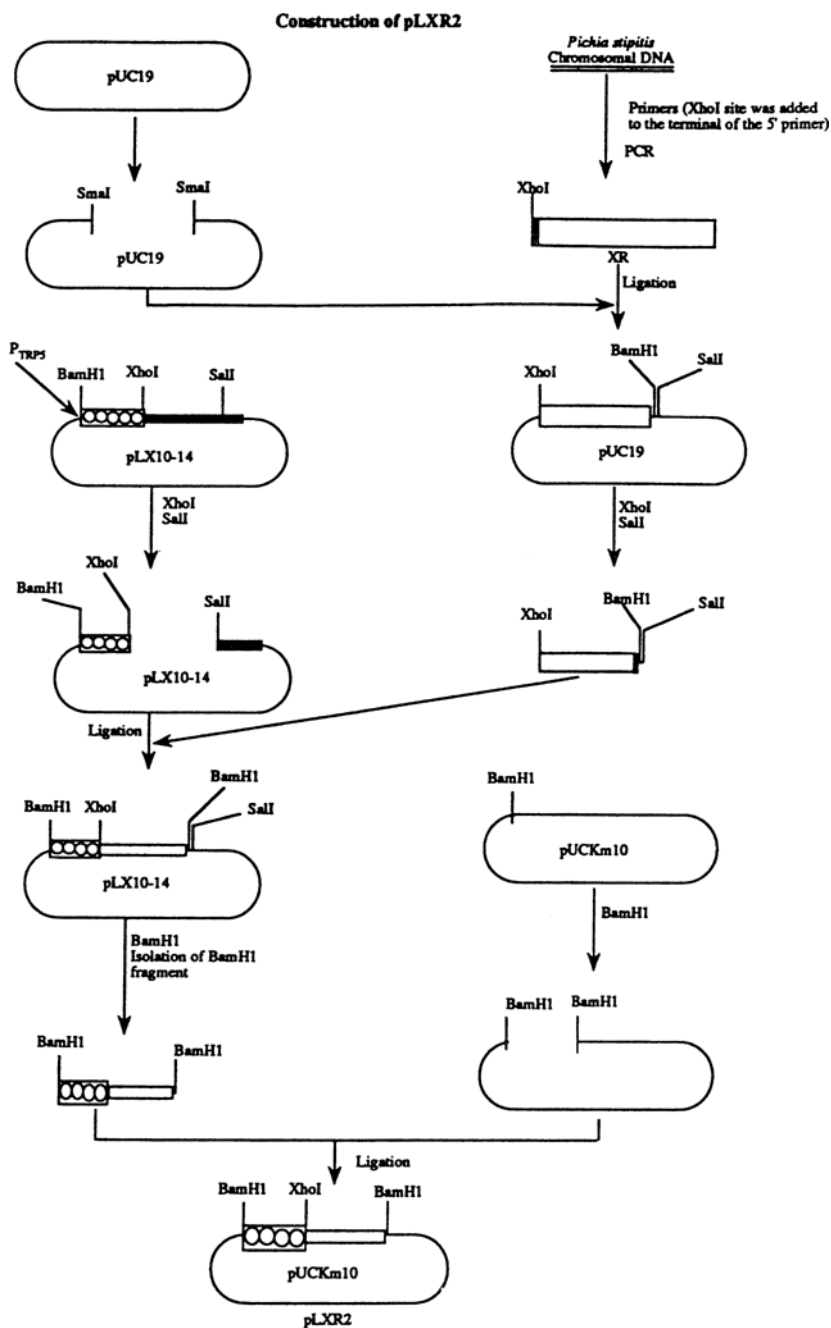 Construction of pLXR2
pUC19
Pichia stipitis
Chromosomal DNA
Primers (XhoI site was added
to the terminal of the 5' primer)
PCR
SmaI
SmaI
pUC19
XhoI
XR
Ligation
PTRP5
BamH1
XhoI
SalI
pLX10-14
XhoI
SalI
XhoI
BamH1
SalI
pUC19
XhoI
SalI
BamH1
XhoI
SalI
pLX10-14
Ligation
XhoI
BamH1
SalI
BamH1
XhoI
BamH1
SalI
pLX10-14
BamH1
Isolation of BamH1
fragment
BamH1
pUCKm10
BamH1
BamH1
BamH1
BamH1
BamH1
Ligation
BamH1
XhoI
BamH1
pUCKm10
pLXR2